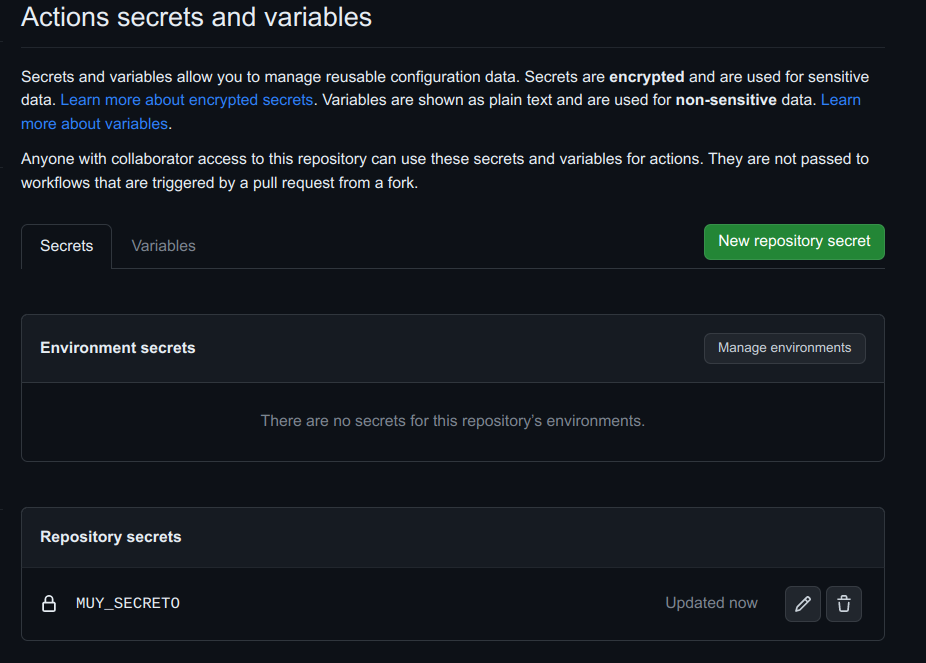 Actions secrets and variables
Secrets and variables allow you to manage reusable configuration data. Secrets are encrypted and are used for sensitive
data. Learn more about encrypted secrets. Variables are shown as plain text and are used for non-sensitive data. Learn
more about variables.
Anyone with collaborator access to this repository can use these secrets and variables for actions. They are not passed to
workflows that are triggered by a pull request from a fork.
Secrets
Variables
New repository secret
Environment secrets
Manage environments
There are no secrets for this repository's environments.
Repository secrets
MUY_SECRETO
Updated now